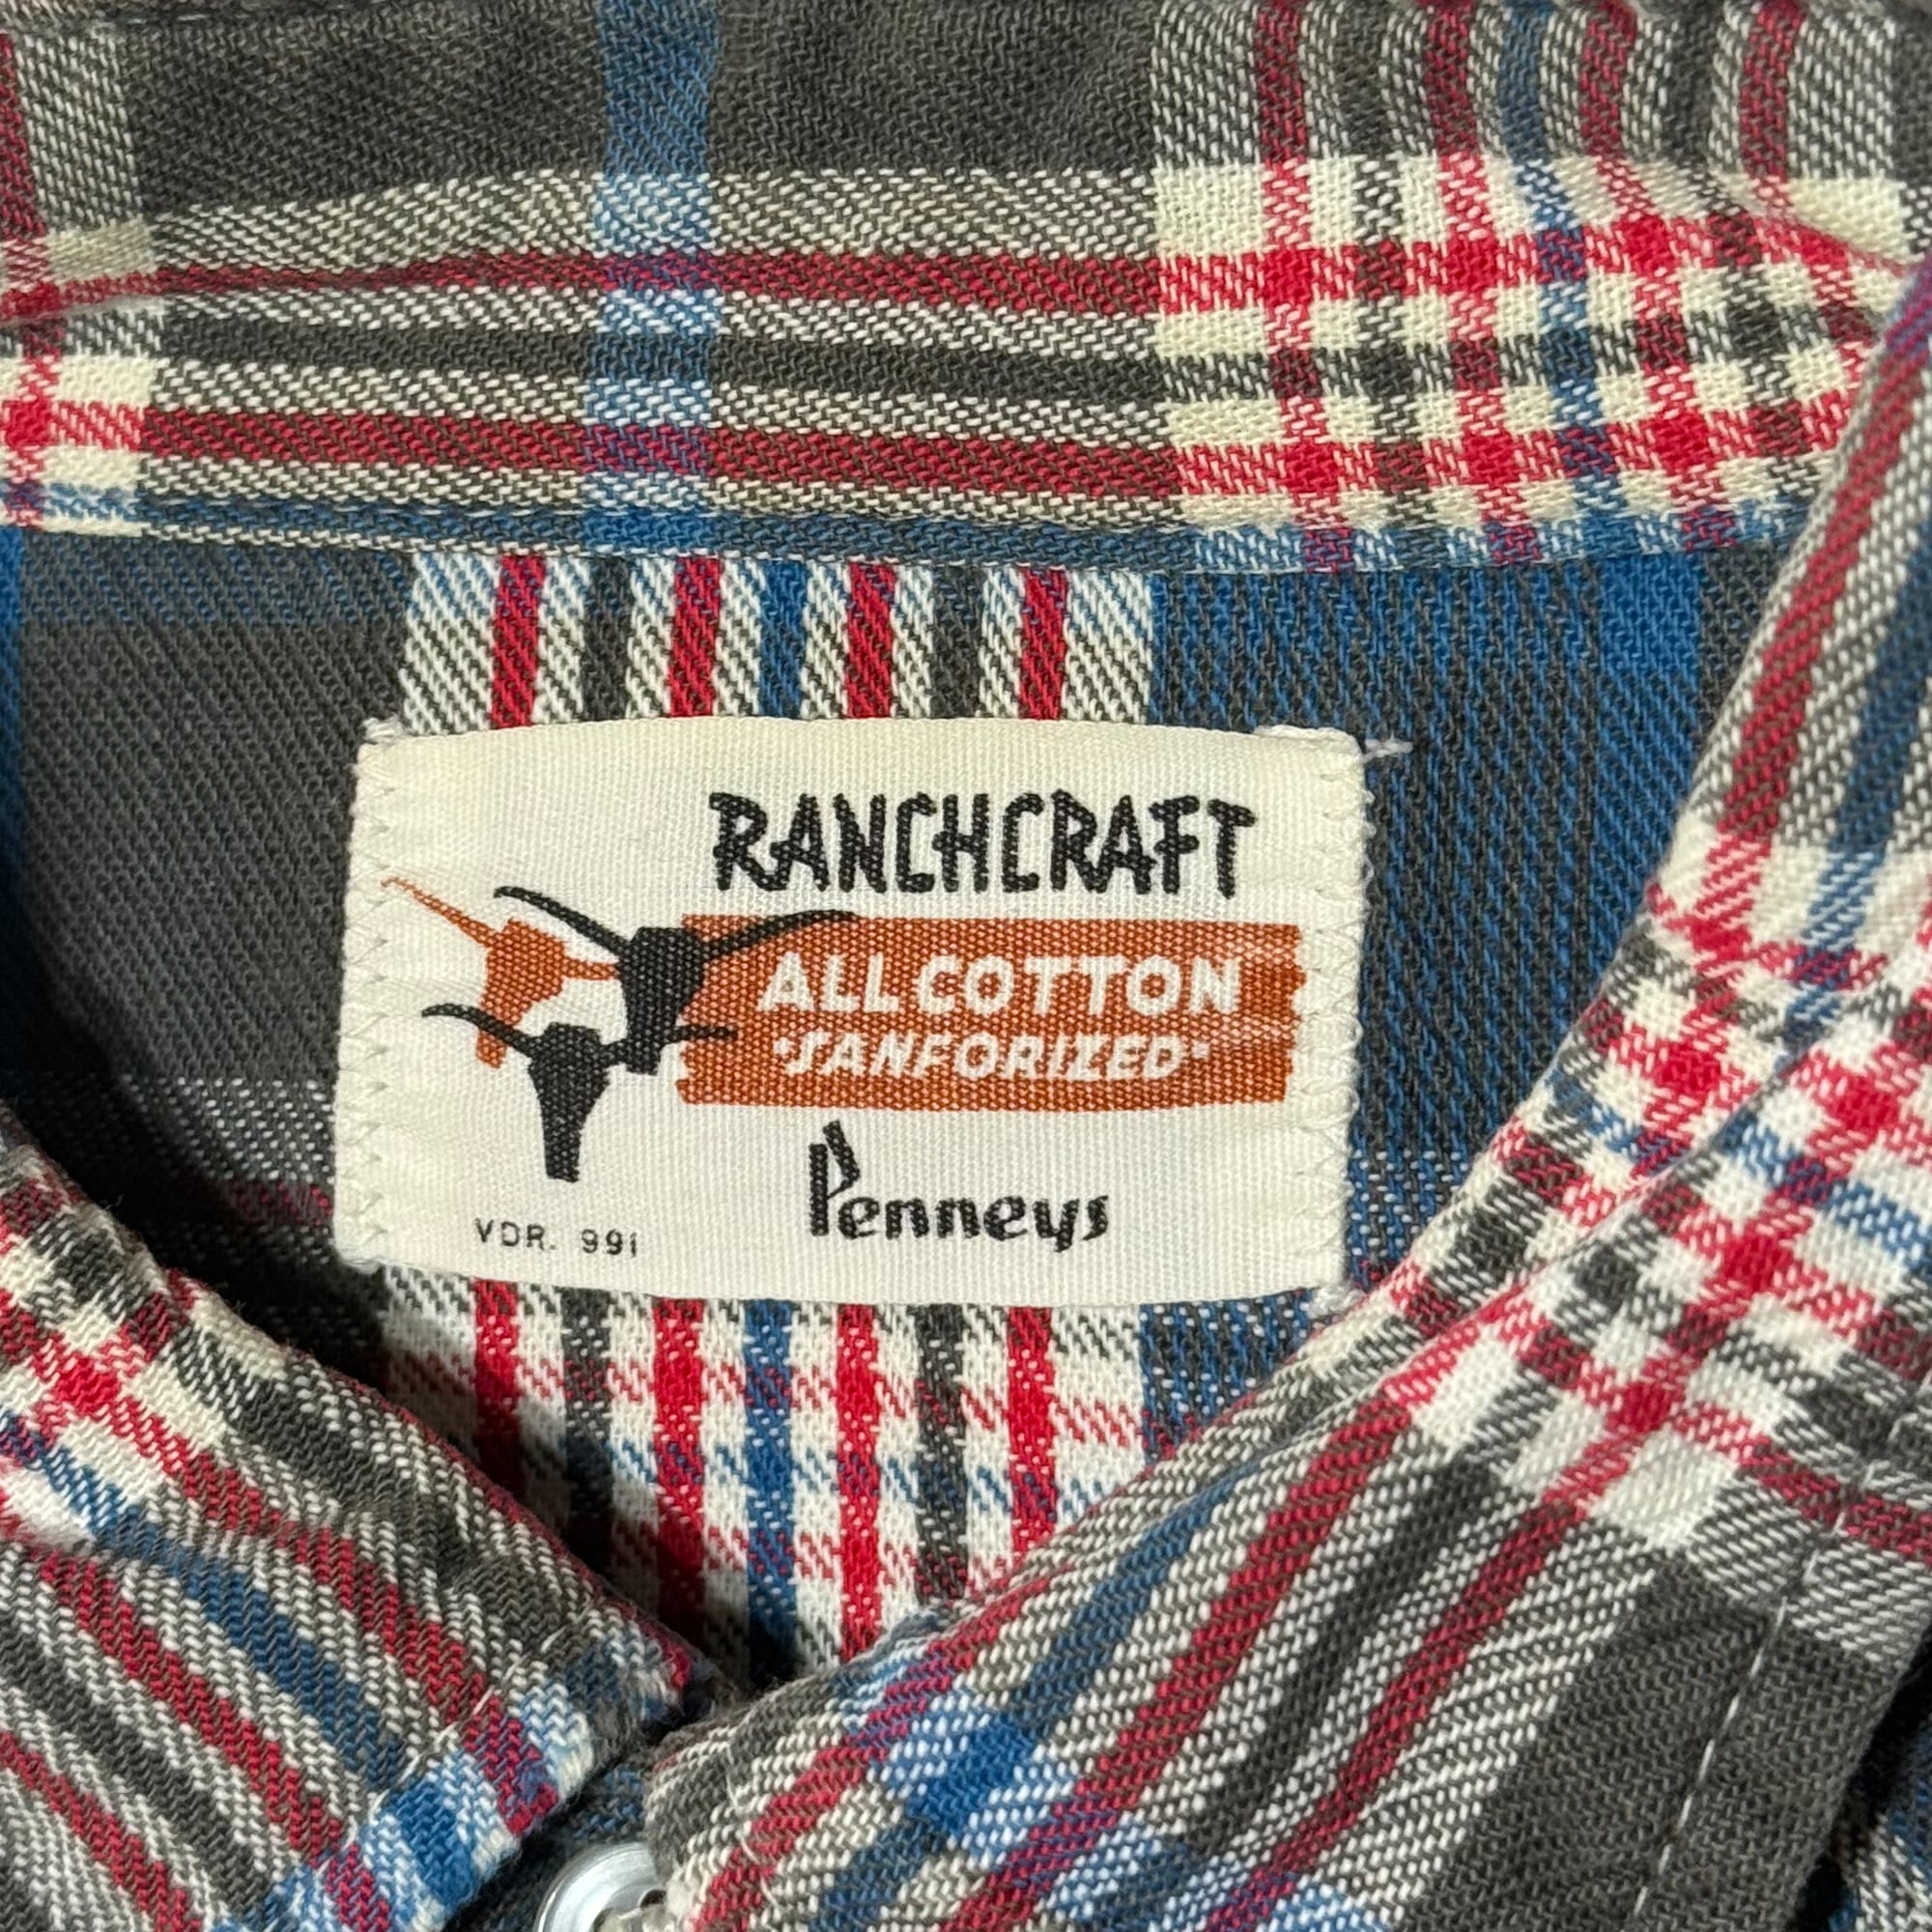 RANCHCRAFT
ALL COTTON
"SANFORIZED"
Penneys
VDR. 991